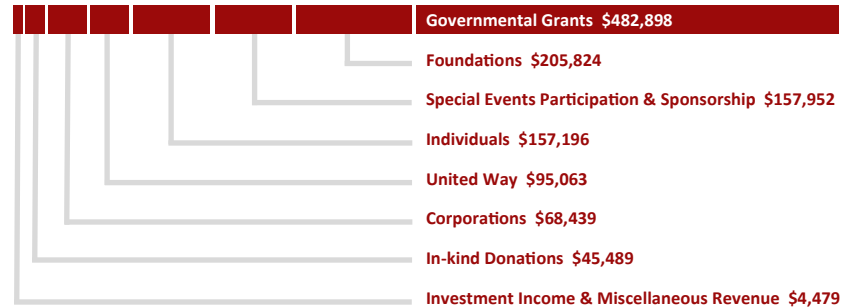 Governmental Grants $482,898
Foundations $205,824
Special Events Participation & Sponsorship $157,952
Individuals $157,196
United Way $95,063
Corporations $68,439
In-kind Donations $45,489
Investment Income & Miscellaneous Revenue $4,479